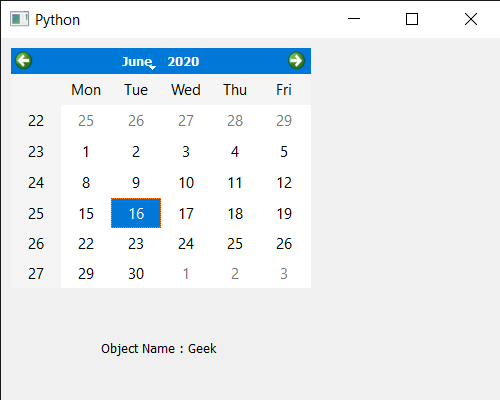 Python
June 2020
Mon Tue Wed Thu Fri
22 25 26 27 28 29
23 1 2 3 4 5
24 8 9 10 11 12
25 15 16 17 18 19
26 22 23 24 25 26
27 29 30 1 2 3
Object Name : Geek